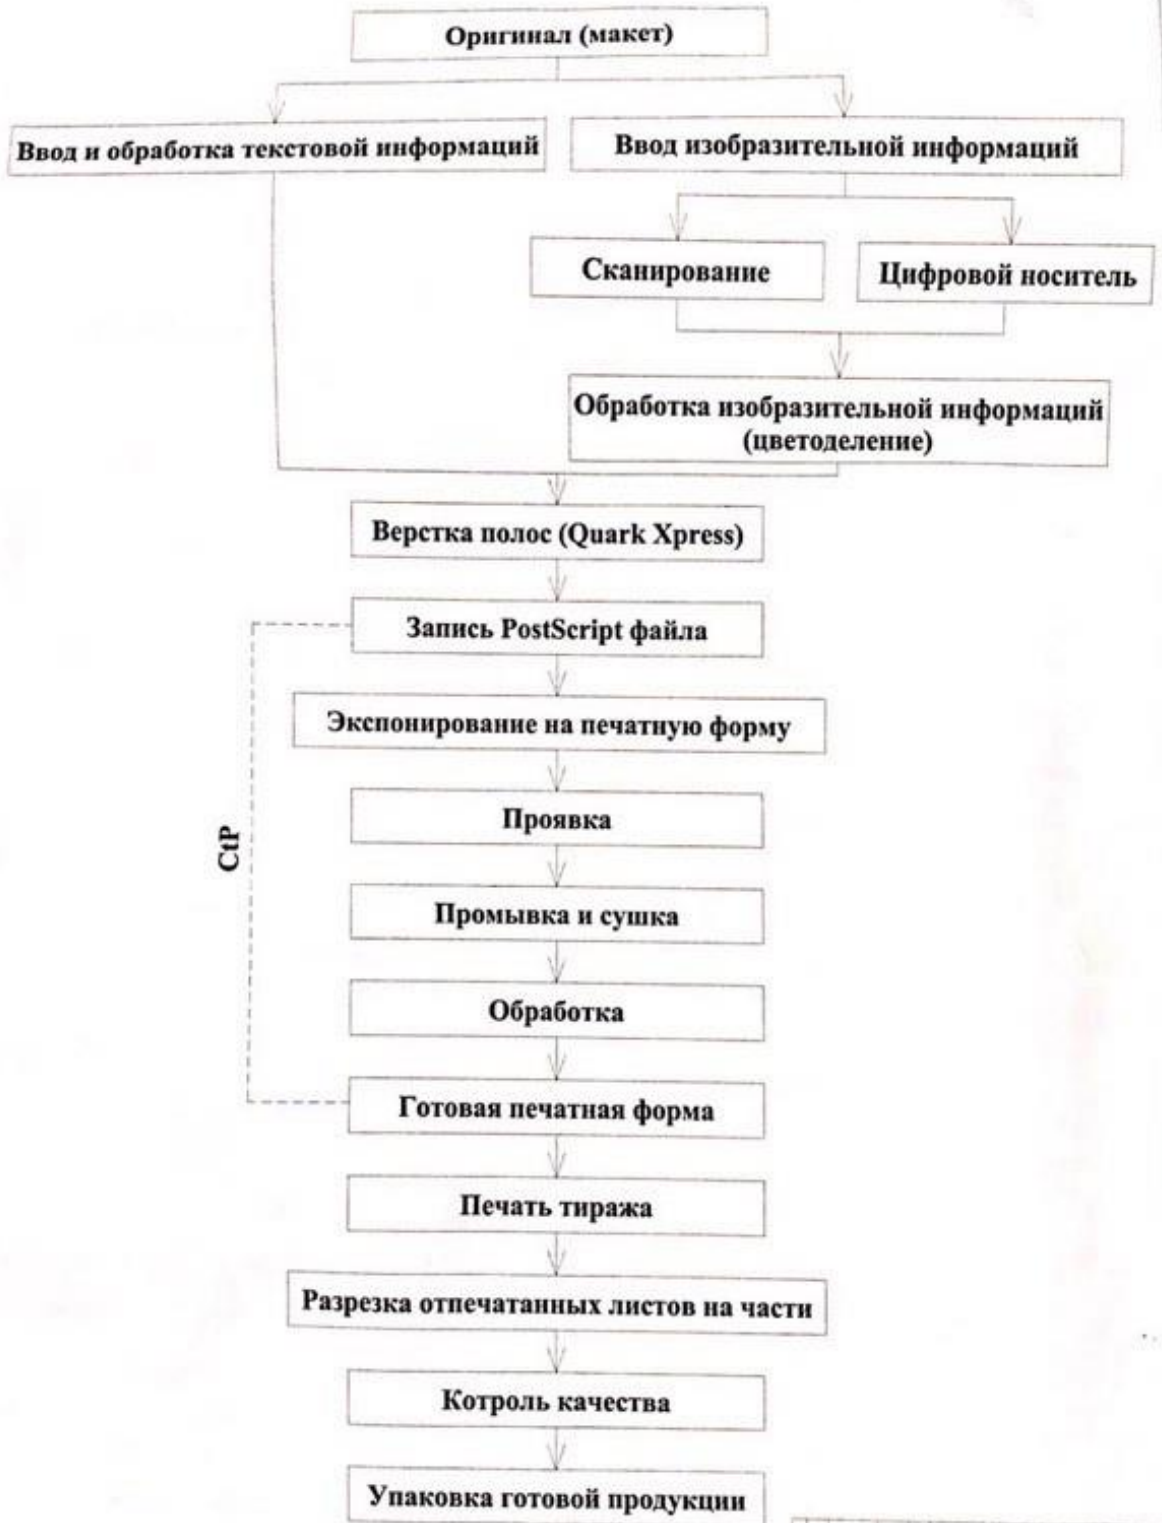 Оригинал (макет)
Ввод и обработка текстовой информаций
Ввод изобразительной информаций
Сканирование
Цифровой носитель
Обработка изобразительной информаций
(цветоделение)
Верстка полос (Quark Xpress)
Запись PostScript файла
Экспонирование на печатную форму
Проявка
CtP
Промывка и сушка
Обработка
Готовая печатная форма
Печать тиража
Разрезка отпечатанных листов на части
Котроль качества
Упаковка готовой продукции